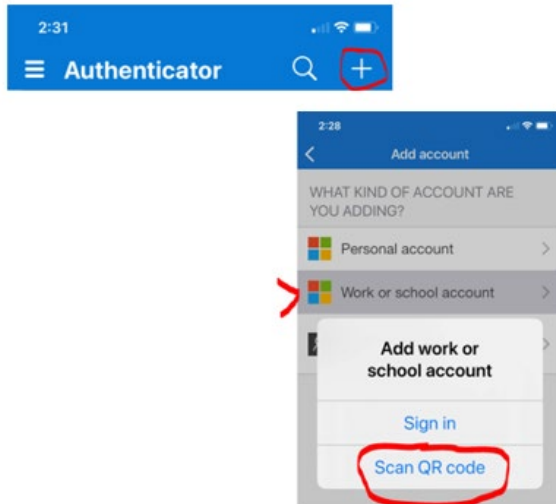 2:31
Authenticator
2:28
Add account
WHAT KIND OF ACCOUNT ARE
YOU ADDING?
Personal account
Work or school account
Add work or
school account
Sign in
Scan QR code